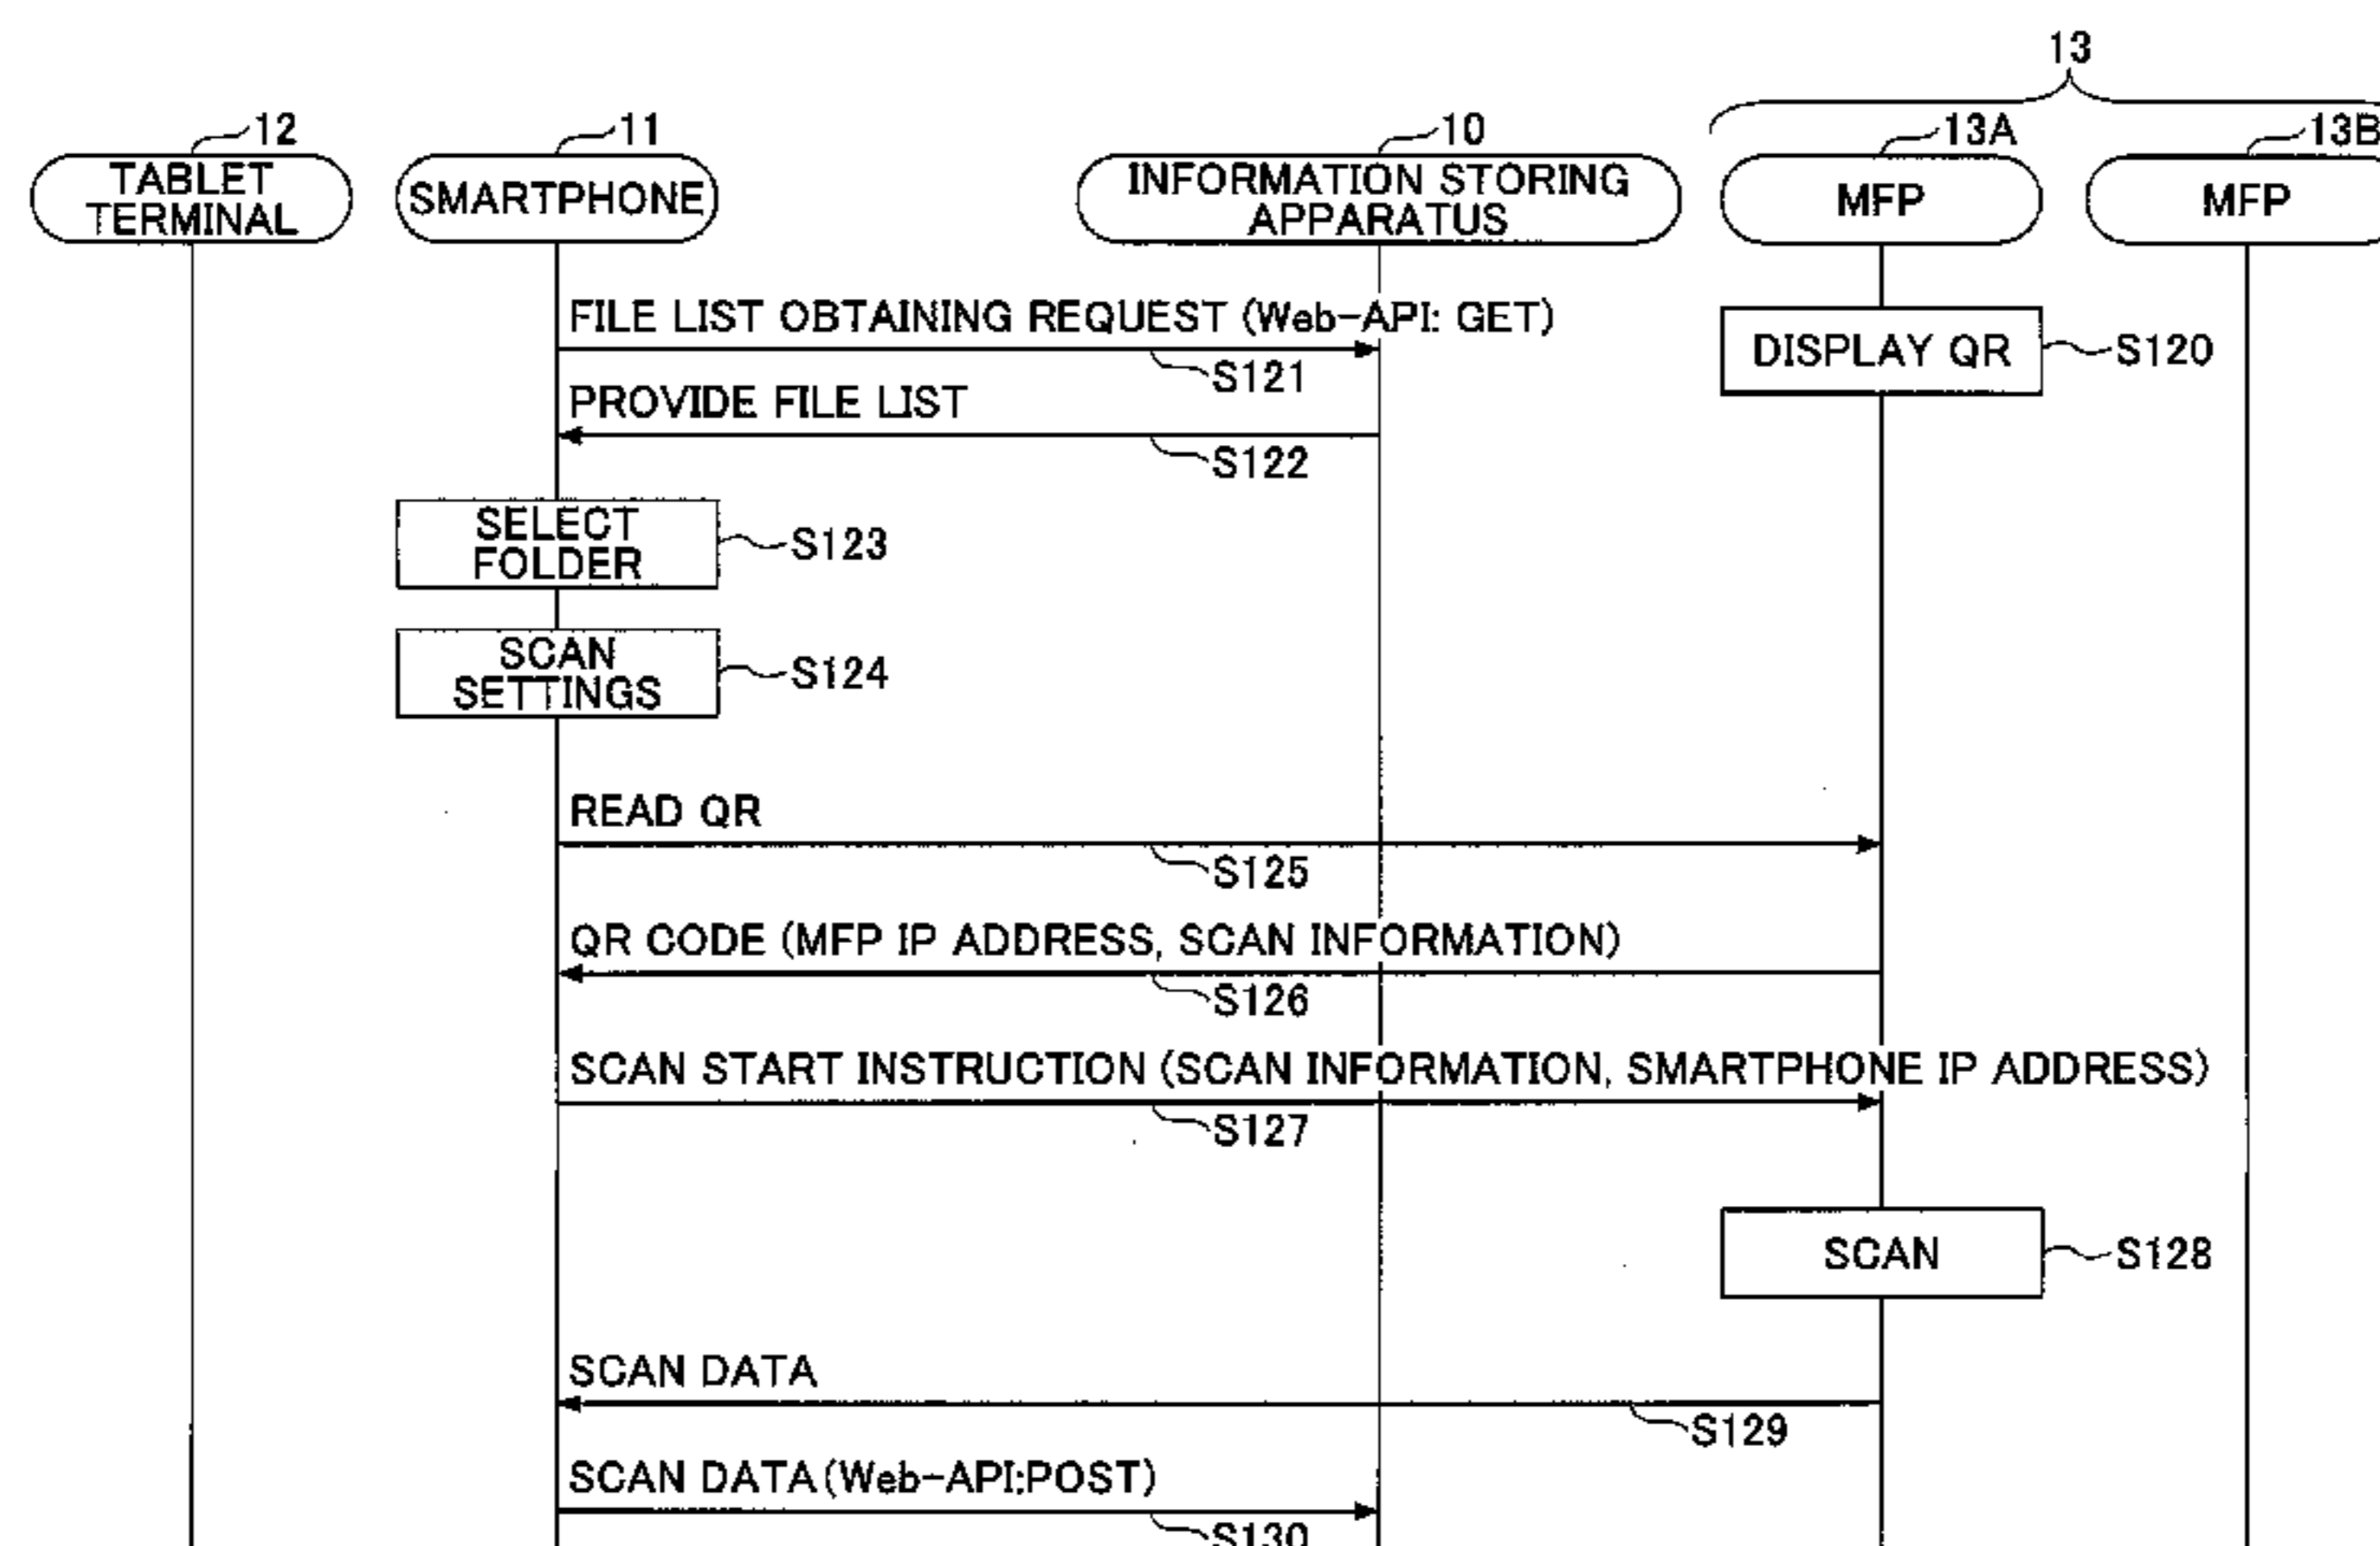 13
12
11
10
13A
13B
TABLET
TERMINAL
SMARTPHONE
INFORMATION STORING
APPARATUS
MFP
MFP
FILE LIST OBTAINING REQUEST (Web-API: GET)
S121
DISPLAY QR
S120
PROVIDE FILE LIST
S122
SELECT
FOLDER
S123
SCAN
SETTINGS
S124
READ QR
S125
QR CODE (MFP IP ADDRESS, SCAN INFORMATION)
S126
SCAN START INSTRUCTION (SCAN INFORMATION, SMARTPHONE IP ADDRESS)
S127
SCAN
S128
SCAN DATA
S129
SCAN DATA(Web-API:POST)
S130